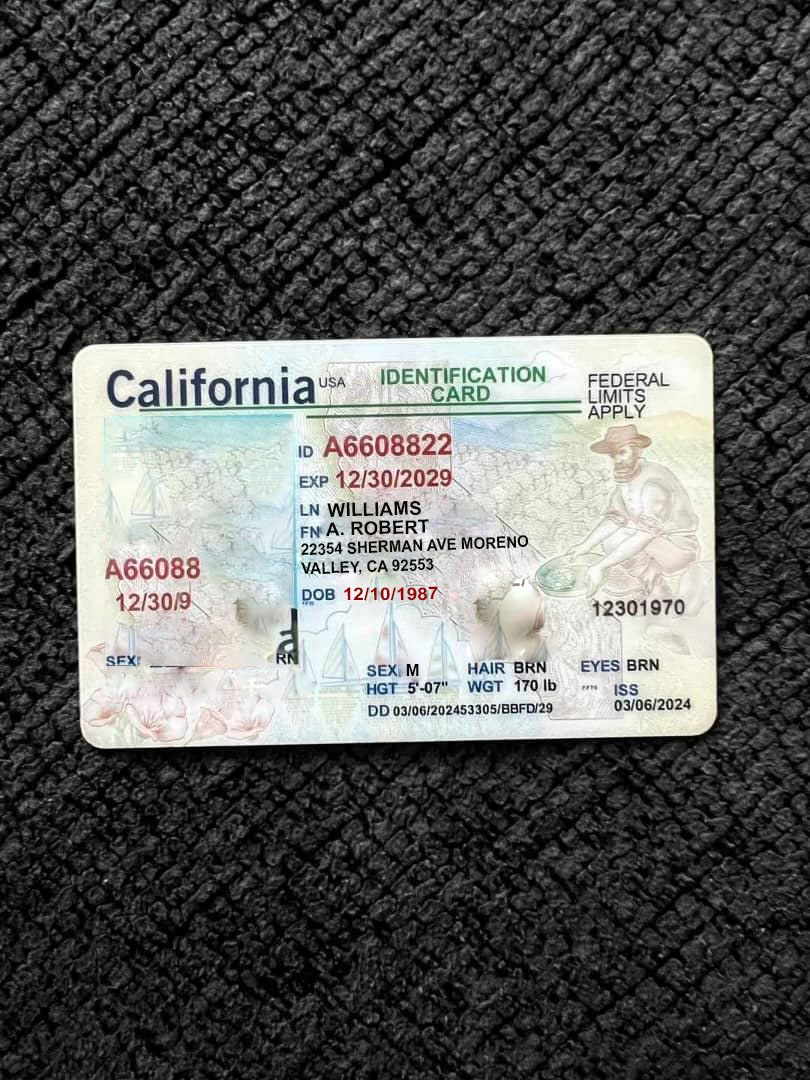 California USA IDENTIFICATION CARD
FEDERAL LIMITS APPLY
ID A6608822
EXP 12/30/2029
LN WILLIAMS
FN A. ROBERT
22354 SHERMAN AVE MORENO
VALLEY, CA 92553
DOB 12/10/1987
A66088
12/30/9
12301970
SEX
RN
SEX M HAIR BRN EYES BRN
HGT 5'-07" WGT 170 lb ISS
DD 03/06/202453305/BBFD/29 03/06/2024